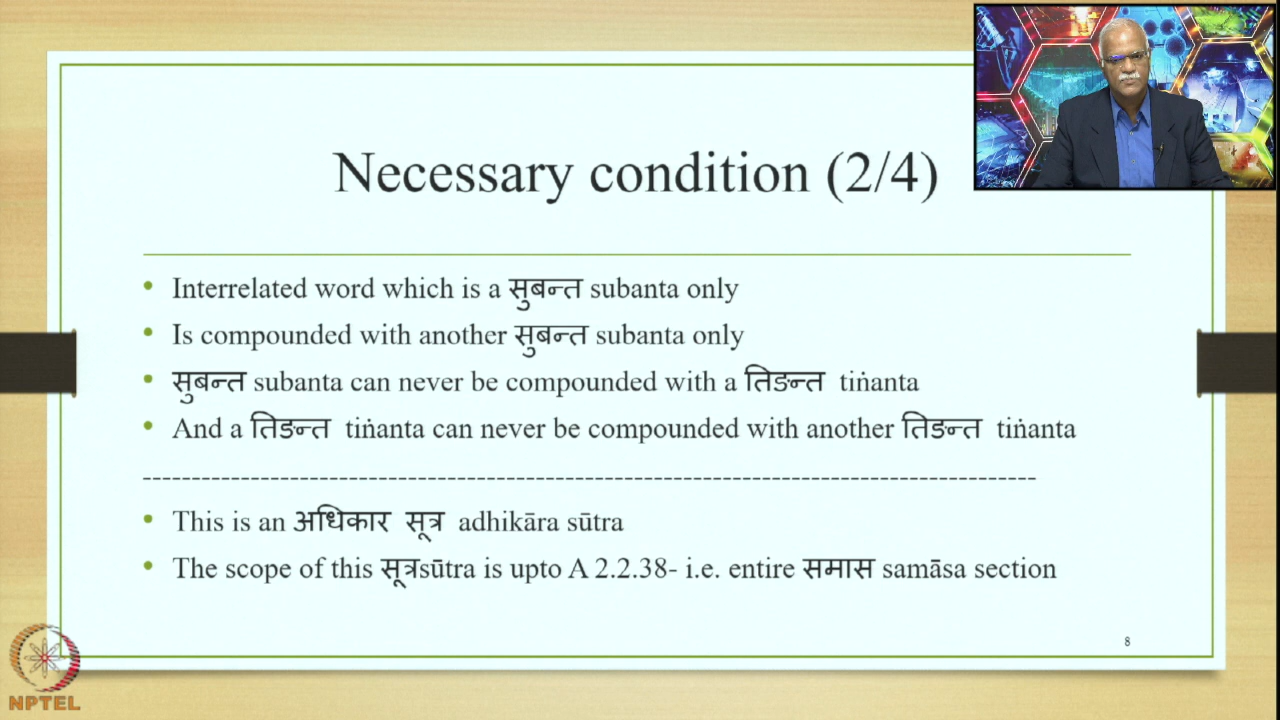 Necessary condition (2/4)
• Interrelated word which is a सुबन्त subanta only
• Is compounded with another सुबन्त subanta only
• सुबन्त subanta can never be compounded with a तिङन्त tiṅanta
• And a तिङन्त tiṅanta can never be compounded with another तिङन्त tiṅanta
-------------------------------------------------------------------------------------------
• This is an अधिकार सूत्र adhikāra sūtra
• The scope of this सूत्रsūtra is upto A 2.2.38- i.e. entire समास samāsa section
8
NPTEL